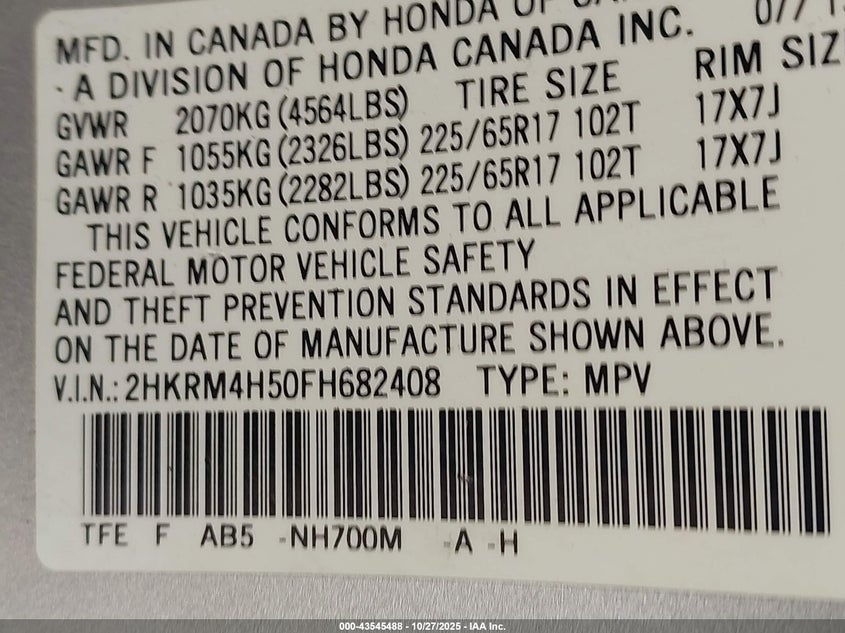 MFD. IN CANADA BY HONDA OF
A DIVISION OF HONDA CANADA INC. 07/
GVWR 2070KG (4564LBS) TIRE SIZE RIM SIZ
GAWR F 1055KG (2326LBS) 225/65R17 102T 17X7J
GAWR R 1035KG (2282LBS) 225/65R17 102T 17X7J
THIS VEHICLE CONFORMS TO ALL APPLICABLE
FEDERAL MOTOR VEHICLE SAFETY
AND THEFT PREVENTION STANDARDS IN EFFECT
ON THE DATE OF MANUFACTURE SHOWN ABOVE.
V.I.N.: 2HKRM4H50FH682408 TYPE: MPV
TFE F AB5 -NH700M -A -H
000-43545488 - 10/27/2025 - IAA Inc.